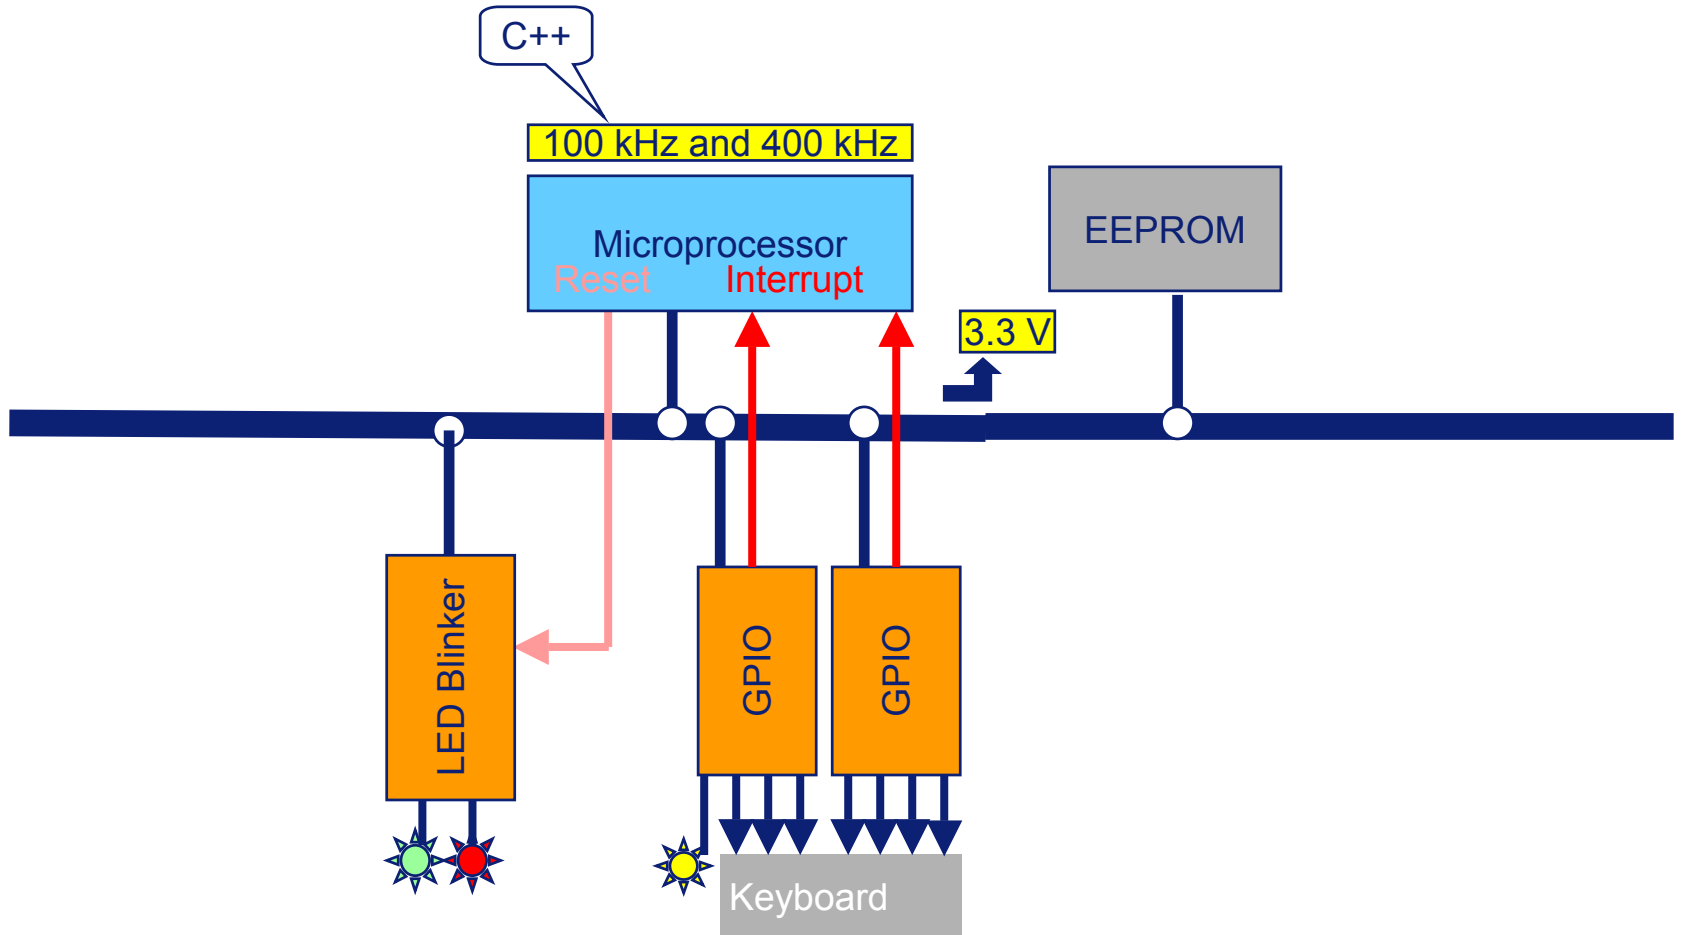 C++
100 kHz and 400 kHz
Microprocessor
Reset
Interrupt
EEPROM
3.3 V
LED Blinker
GPIO
GPIO
Keyboard